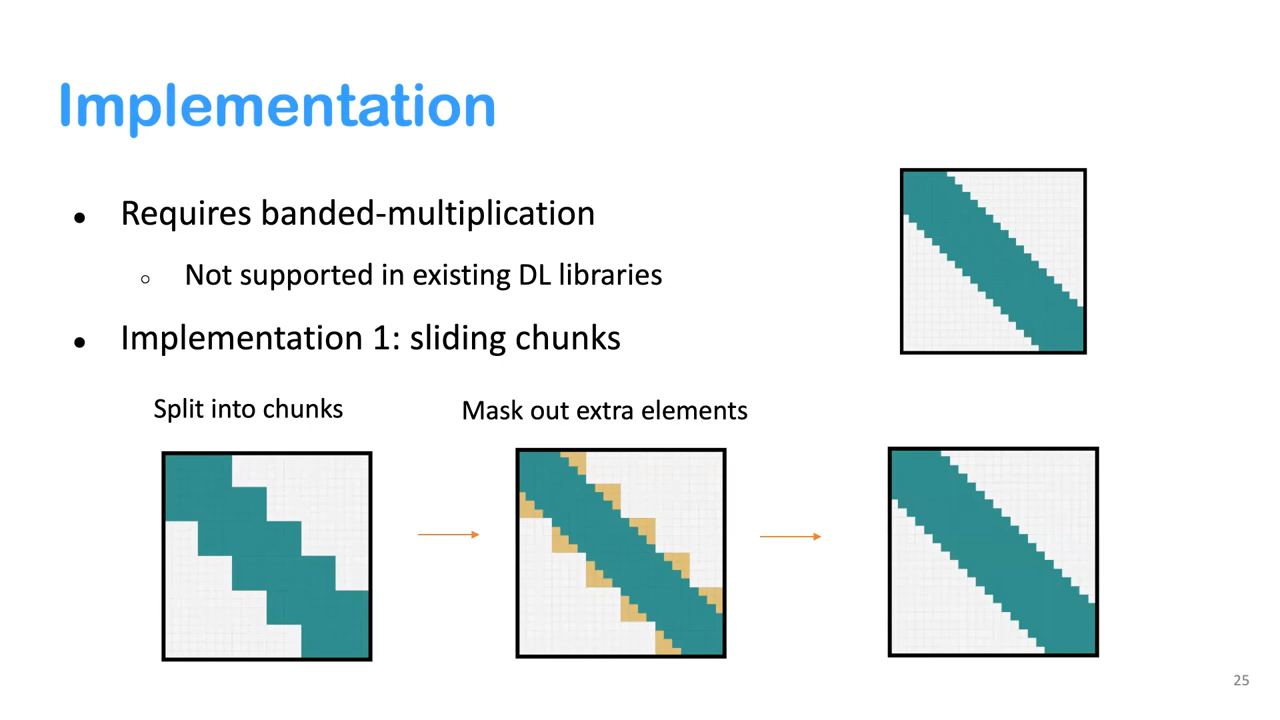 Implementation
● Requires banded-multiplication
○ Not supported in existing DL libraries
● Implementation 1: sliding chunks
Split into chunks
Mask out extra elements
25